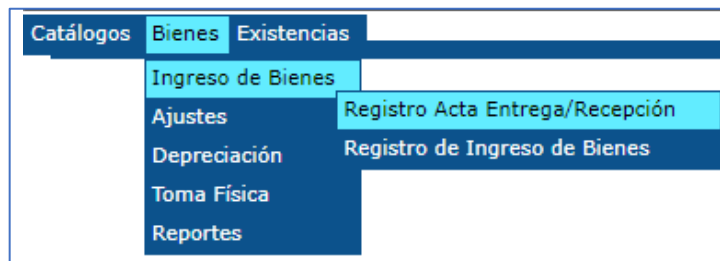 Catálogos Bienes Existencias
Ingreso de Bienes
Ajustes Registro Acta Entrega/Recepción
Depreciación Registro de Ingreso de Bienes
Toma Física
Reportes